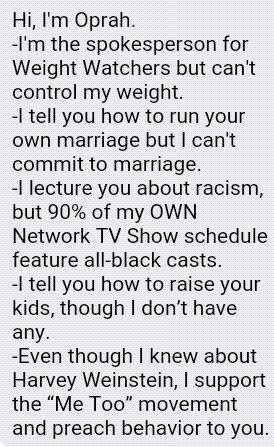 Hi, I'm Oprah.
-I'm the spokesperson for
Weight Watchers but can't
control my weight.
-I tell you how to run your
own marriage but I can't
commit to marriage.
-I lecture you about racism,
but 90% of my OWN
Network TV Show schedule
feature all-black casts.
-I tell you how to raise your
kids, though I don’t have
any.
-Even though I knew about
Harvey Weinstein, I support
the “Me Too” movement
and preach behavior to you.